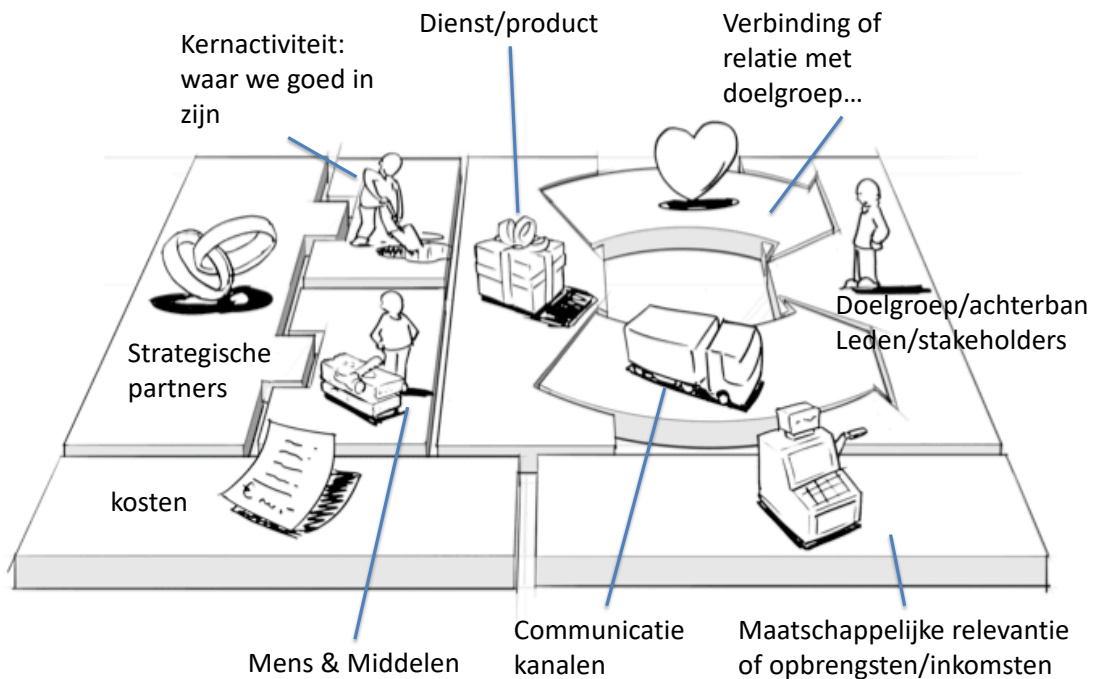 Dienst/product
Verbinding of
relatie met
doelgroep...
Kernactiviteit:
waar we goed in
zijn
Doelgroep/achterban
Leden/stakeholders
Strategische
partners
kosten
Mens & Middelen
Communicatie
kanalen
Maatschappelijke relevantie
of opbrengsten/inkomsten